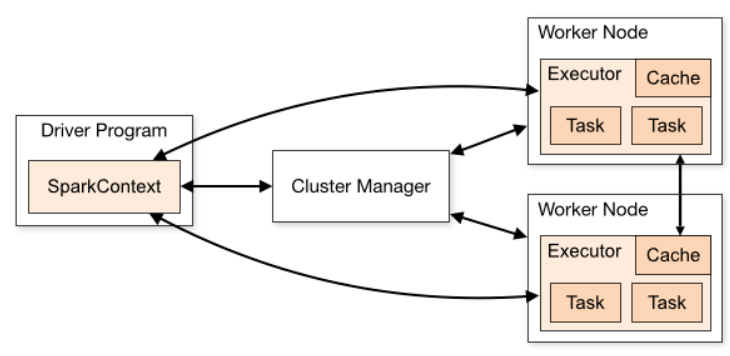 Driver Program
SparkContext
Cluster Manager
Worker Node
Executor
Cache
Task
Task
Worker Node
Executor
Cache
Task
Task